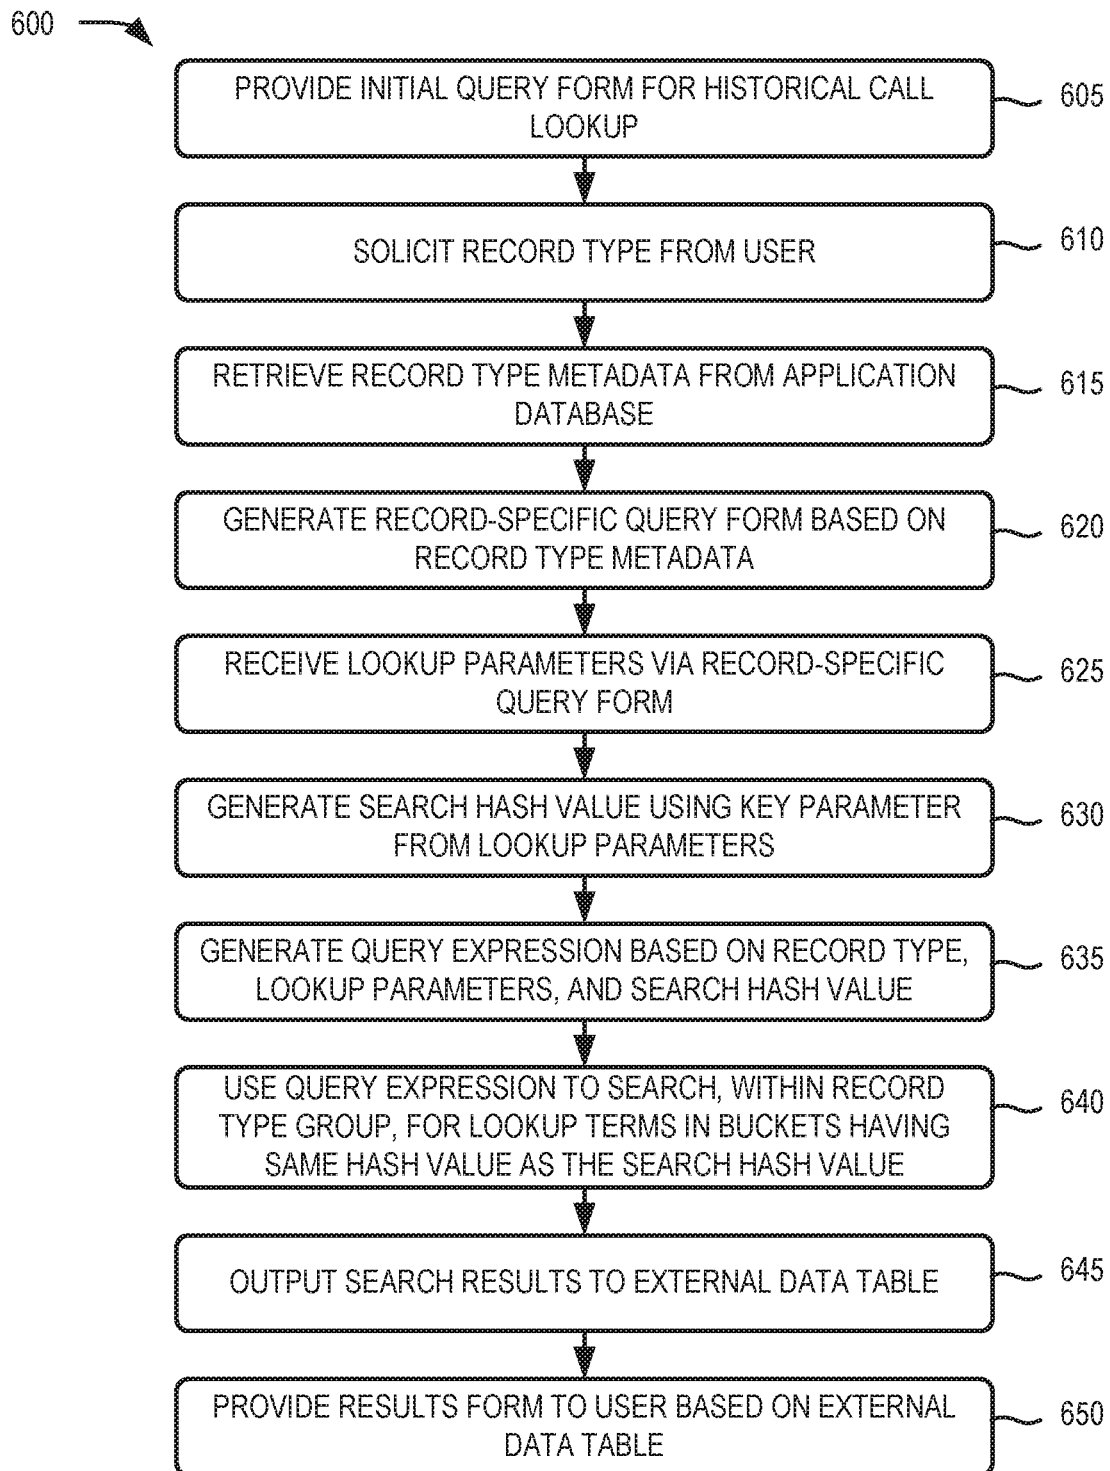 600
PROVIDE INITIAL QUERY FORM FOR HISTORICAL CALL
LOOKUP
605
SOLICIT RECORD TYPE FROM USER
610
RETRIEVE RECORD TYPE METADATA FROM APPLICATION
DATABASE
615
GENERATE RECORD-SPECIFIC QUERY FORM BASED ON
RECORD TYPE METADATA
620
RECEIVE LOOKUP PARAMETERS VIA RECORD-SPECIFIC
QUERY FORM
625
GENERATE SEARCH HASH VALUE USING KEY PARAMETER
FROM LOOKUP PARAMETERS
630
GENERATE QUERY EXPRESSION BASED ON RECORD TYPE,
LOOKUP PARAMETERS, AND SEARCH HASH VALUE
635
USE QUERY EXPRESSION TO SEARCH, WITHIN RECORD
TYPE GROUP, FOR LOOKUP TERMS IN BUCKETS HAVING
SAME HASH VALUE AS THE SEARCH HASH VALUE
640
OUTPUT SEARCH RESULTS TO EXTERNAL DATA TABLE
645
PROVIDE RESULTS FORM TO USER BASED ON EXTERNAL
DATA TABLE
650